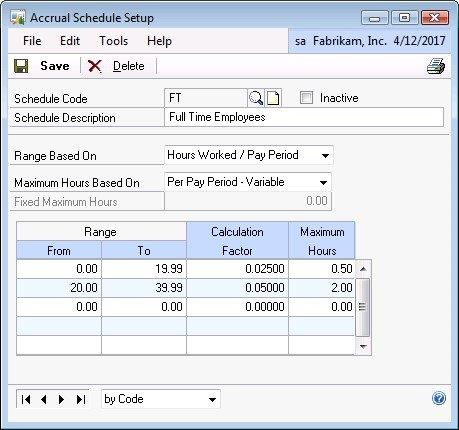 Accrual Schedule Setup
File Edit Tools Help sa Fabrikam, Inc. 4/12/2017
Save Delete
Schedule Code FT Inactive
Schedule Description Full Time Employees
Range Based On Hours Worked / Pay Period
Maximum Hours Based On Per Pay Period - Variable
Fixed Maximum Hours 0.00
Range Calculation Maximum
From To Factor Hours
0.00 19.99 0.02500 0.50
20.00 39.99 0.05000 2.00
0.00 0.00 0.00000 0.00
by Code